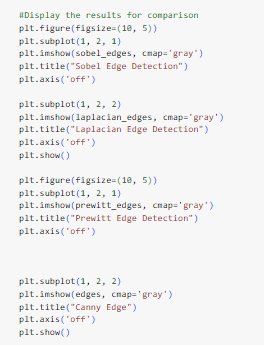 #Display the results for comparison
plt.figure(figsize=(10, 5))
plt.subplot(1, 2, 1)
plt.imshow(sobel_edges, cmap='gray')
plt.title("Sobel Edge Detection")
plt.axis('off')
plt.subplot(1, 2, 2)
plt.imshow(laplacian_edges, cmap='gray')
plt.title("Laplacian Edge Detection")
plt.axis('off')
plt.show()
plt.figure(figsize=(10, 5))
plt.subplot(1, 2, 1)
plt.imshow(prewitt_edges, cmap='gray')
plt.title("Prewitt Edge Detection")
plt.axis('off')
plt.subplot(1, 2, 2)
plt.imshow(edges, cmap='gray')
plt.title("Canny Edge")
plt.axis('off')
plt.show()